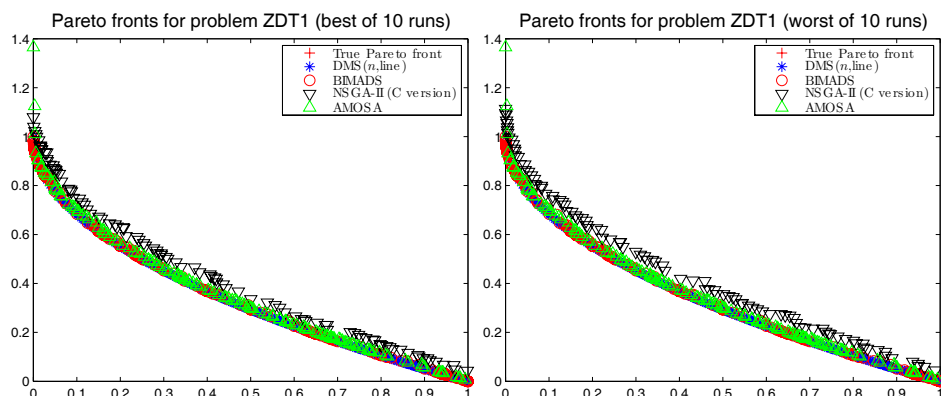 Pareto fronts for problem ZDT1 (best of 10 runs)
1.4
1.2
1
0.8
0.6
0.4
0.2
0
0 0.1 0.2 0.3 0.4 0.5 0.6 0.7 0.8 0.9 1
True Pareto front
DMS(n,line)
BIMADS
NSGA-II (C version)
AMOSA
Pareto fronts for problem ZDT1 (worst of 10 runs)
1.4
1.2
1
0.8
0.6
0.4
0.2
0
0 0.1 0.2 0.3 0.4 0.5 0.6 0.7 0.8 0.9 1
True Pareto front
DMS(n,line)
BIMADS
NSGA-II (C version)
AMOSA